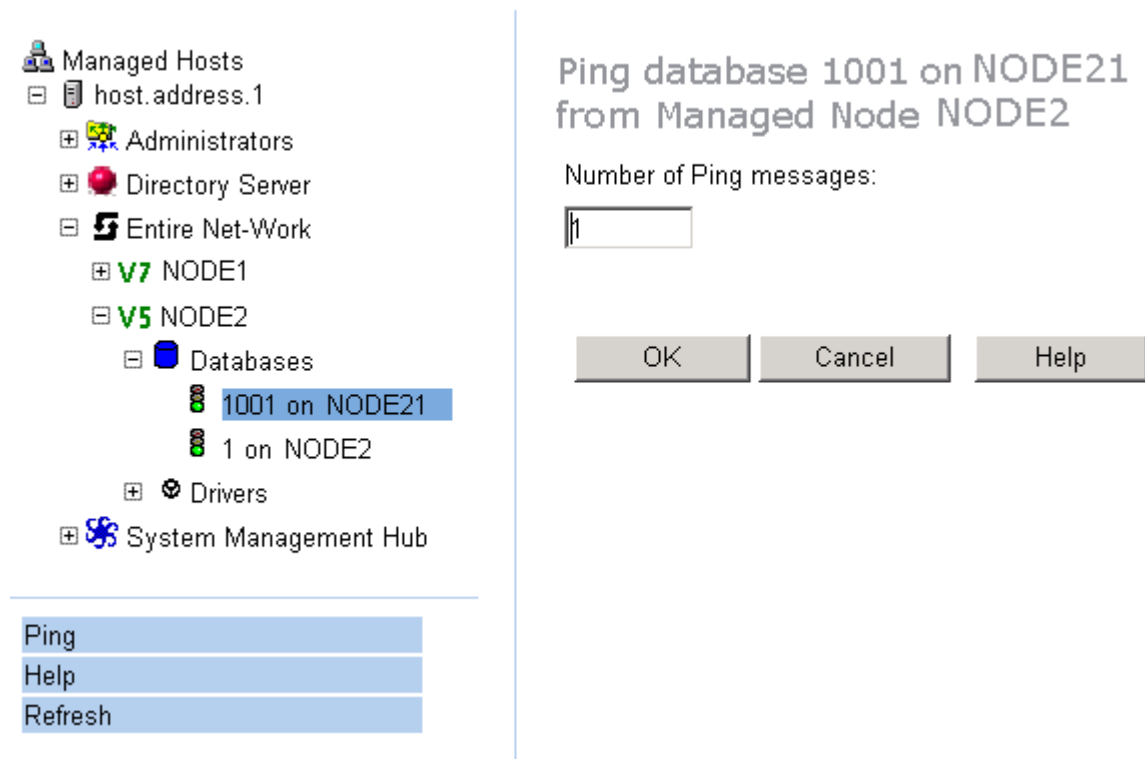 Managed Hosts
host.address.1
Administrators
Directory Server
Entire Net-Work
V7 NODE1
V5 NODE2
Databases
1001 on NODE21
1 on NODE2
Drivers
System Management Hub
Ping
Help
Refresh
Ping database 1001 on NODE21
from Managed Node NODE2
Number of Ping messages:
1
OK Cancel Help